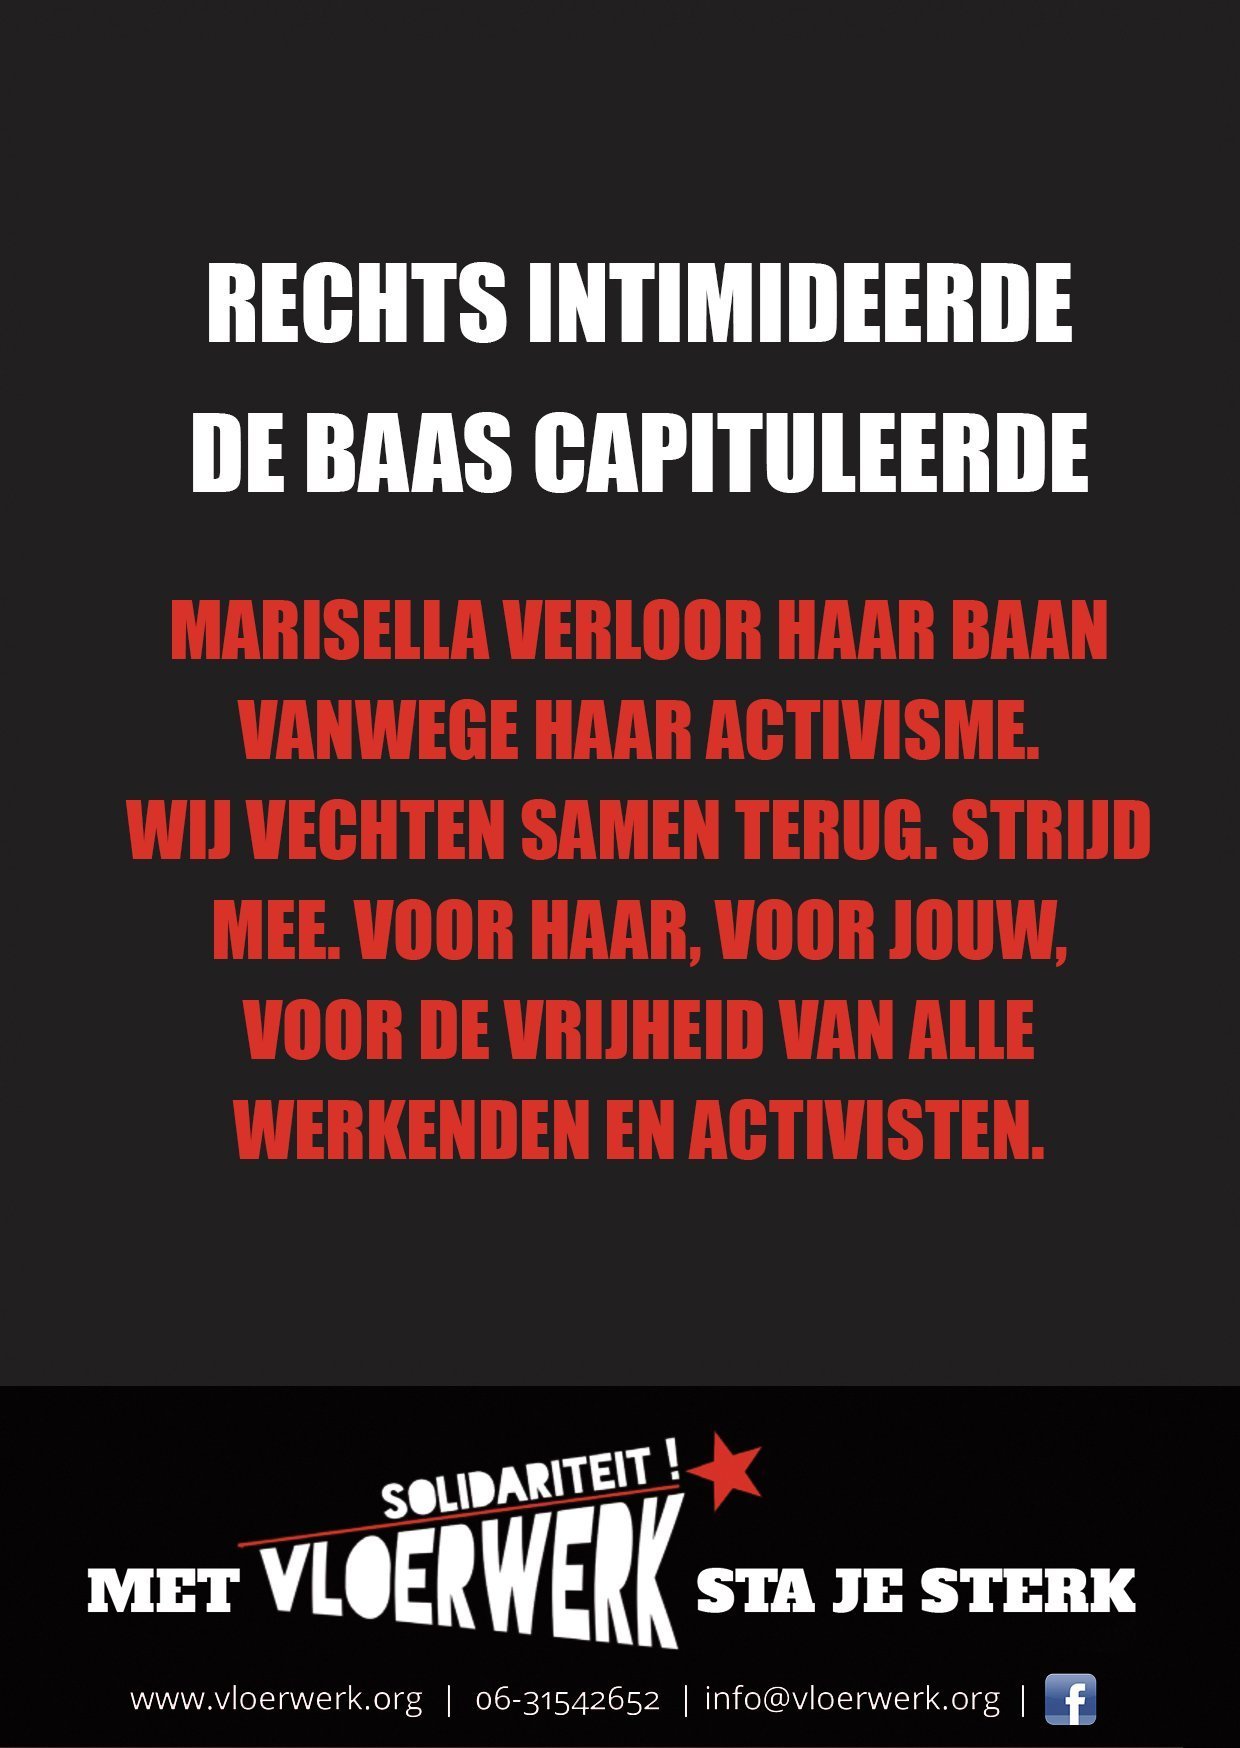 RECHTS INTIMIDEERDE
DE BAAS CAPITULEERDE
MARISELLA VERLOOR HAAR BAAN
VANWEGE HAAR ACTIVISME.
WIJ VECHTEN SAMEN TERUG. STRIJD
MEE. VOOR HAAR, VOOR JOUW,
VOOR DE VRIJHEID VAN ALLE
WERKENDEN EN ACTIVISTEN.
SOLIDARITEIT !
MET VLOERWERK STA JE STERK
www.vloerwerk.org | 06-31542652 | info@vloerwerk.org | f